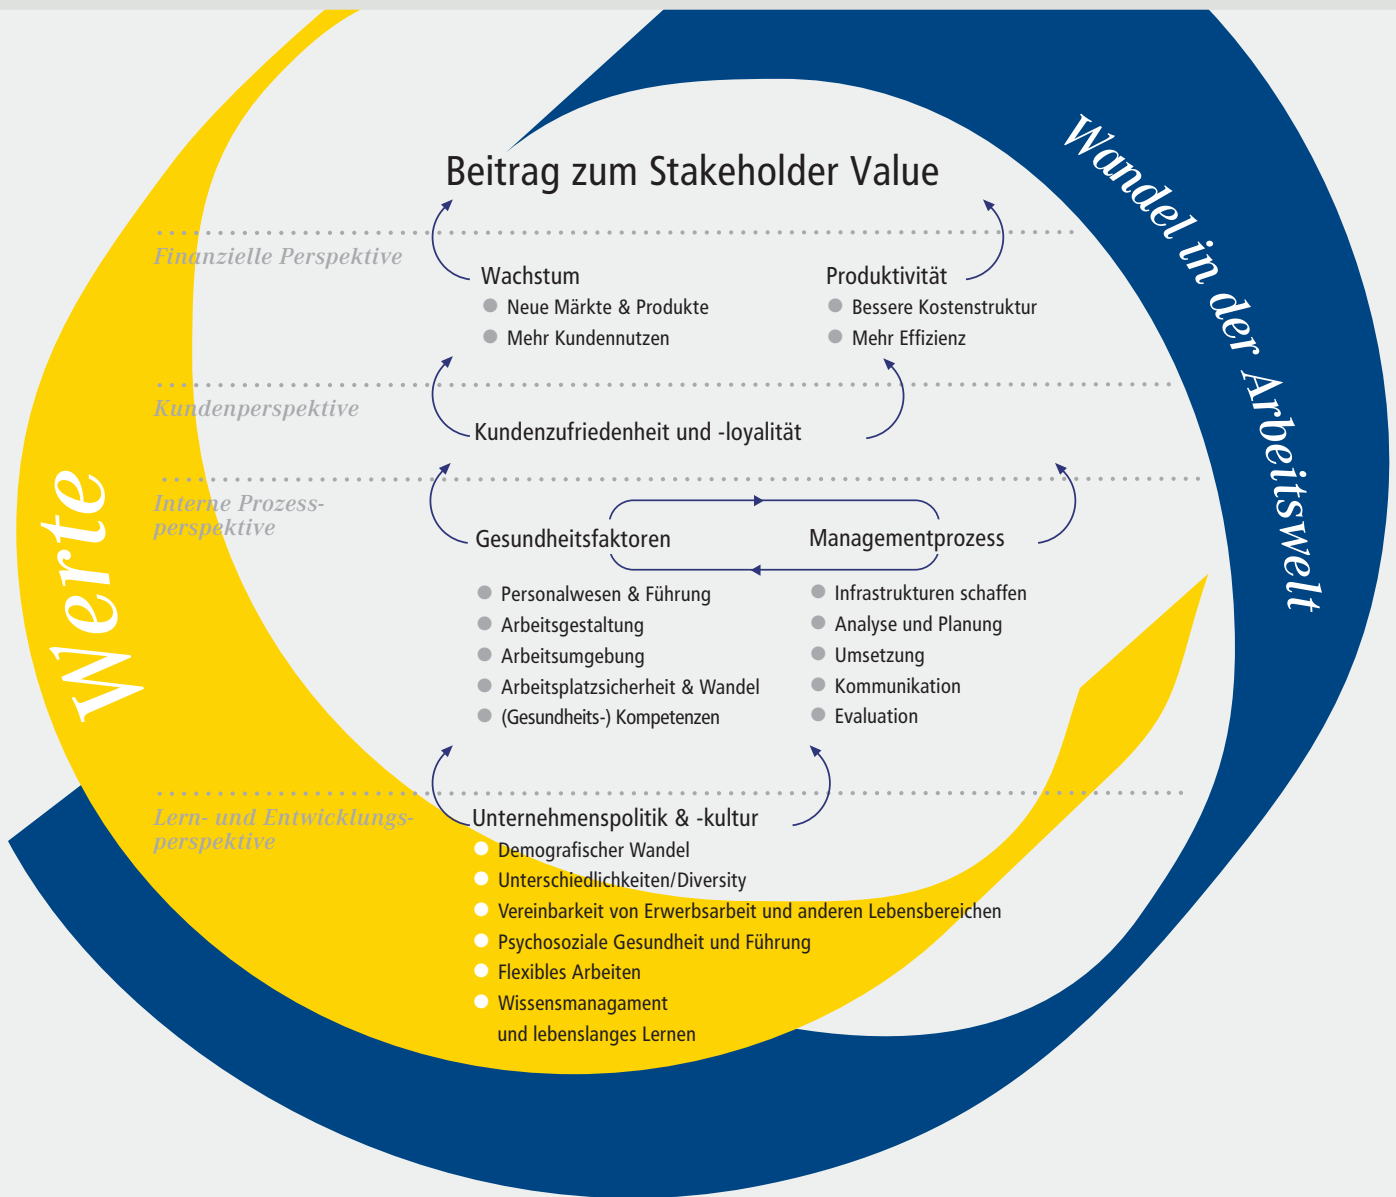 Beitrag zum Stakeholder Value
Finanzielle Perspektive
Wachstum
Neue Märkte & Produkte
Mehr Kundennutzen
Produktivität
Bessere Kostenstruktur
Mehr Effizienz
Kundenperspektive
Kundenzufriedenheit und -loyalität
Interne Prozess-
perspektive
Gesundheitsfaktoren
Personalwesen & Führung
Arbeitsgestaltung
Arbeitsumgebung
Arbeitsplatzsicherheit & Wandel
(Gesundheits-) Kompetenzen
Managementprozess
Infrastrukturen schaffen
Analyse und Planung
Umsetzung
Kommunikation
Evaluation
Lern- und Entwicklungs-
perspektive
Unternehmenspolitik & -kultur
Demografischer Wandel
Unterschiedlichkeiten/Diversity
Vereinbarkeit von Erwerbsarbeit und anderen Lebensbereichen
Psychosoziale Gesundheit und Führung
Flexibles Arbeiten
Wissensmanagament
und lebenslanges Lernen
Werte
Wandel in der Arbeitswelt